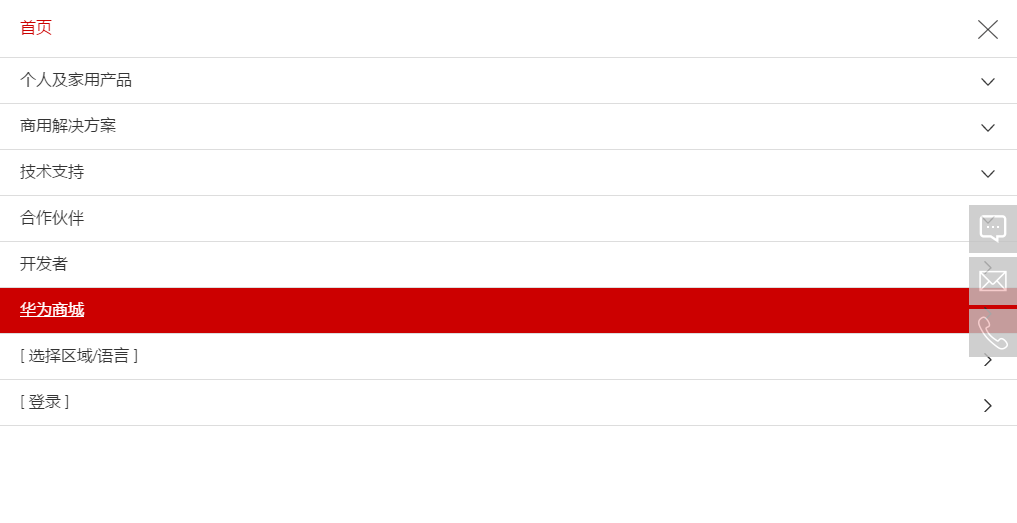 首页
个人及家用产品
商用解决方案
技术支持
合作伙伴
开发者
华为商城
[ 选择区域/语言 ]
[ 登录 ]